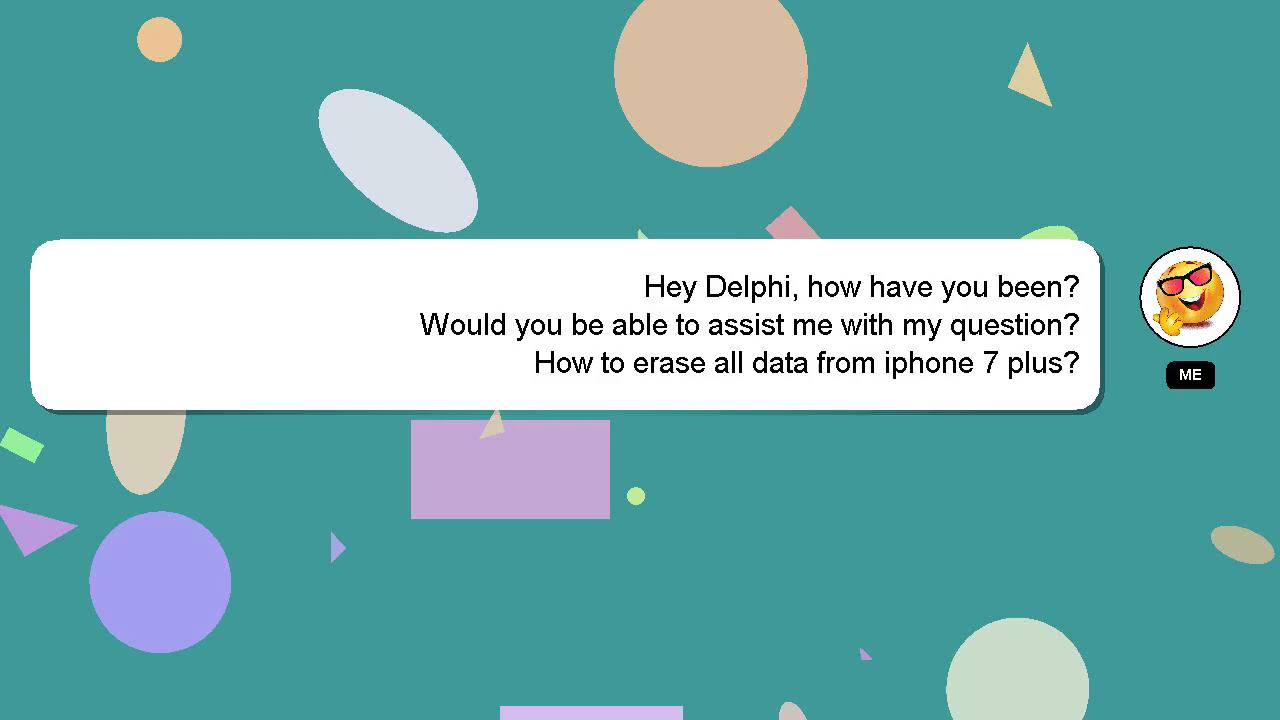 Hey Delphi, how have you been?
Would you be able to assist me with my question?
How to erase all data from iphone 7 plus?
ME